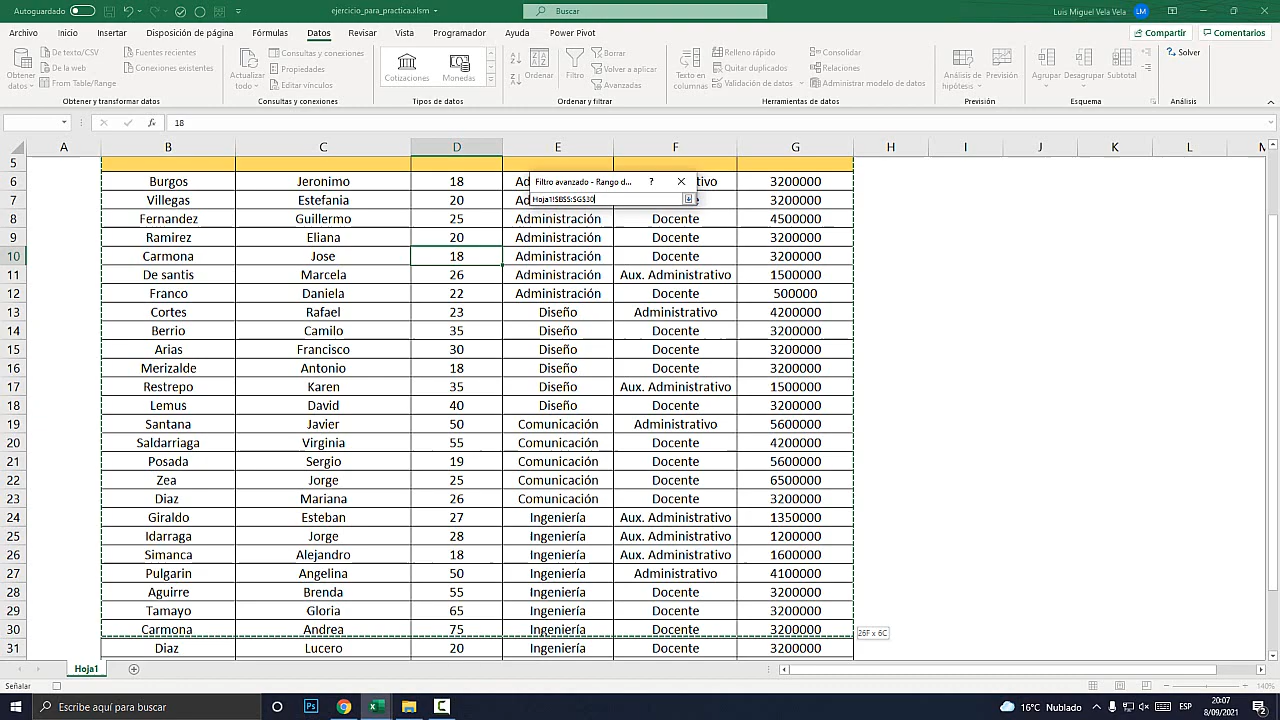 Autoguardado ejercicio_para_practica.xlsm Buscar Luis Miguel Vela Vela LM
Archivo Inicio Insertar Disposición de página Fórmulas Datos Revisar Vista Programador Ayuda Power Pivot Compartir Comentarios
Obtener datos De texto/CSV De la web From Table/Range Fuentes recientes Conexiones existentes
Actualizar todo Consultas y conexiones Propiedades Editar vínculos
Cotizaciones Monedas
Ordenar Filtro Borrar Volver a aplicar Avanzadas
Texto en columnas Relleno rápido Quitar duplicados Validación de datos Consolidar Relaciones Administrar modelo de datos
Análisis de hipótesis Previsión Agrupar Desagrupar Subtotal Solver
Obtener y transformar datos Consultas y conexiones Tipos de datos Ordenar y filtrar Herramientas de datos Previsión Esquema Análisis
18
A B C D E F G H I J K L M
5
Filtro avanzado - Rango d... ?
Hoja1!$B$5:$G$30
6 Burgos Jeronimo 18 Ad tivo 3200000
7 Villegas Estefania 20 3200000
8 Fernandez Guillermo 25 Administración Docente 4500000
9 Ramirez Eliana 20 Administración Docente 3200000
10 Carmona Jose 18 Administración Docente 3200000
11 De santis Marcela 26 Administración Aux. Administrativo 1500000
12 Franco Daniela 22 Administración Docente 500000
13 Cortes Rafael 23 Diseño Administrativo 4200000
14 Berrio Camilo 35 Diseño Docente 3200000
15 Arias Francisco 30 Diseño Docente 3200000
16 Merizalde Antonio 18 Diseño Docente 3200000
17 Restrepo Karen 35 Diseño Aux. Administrativo 1500000
18 Lemus David 40 Diseño Docente 3200000
19 Santana Javier 50 Comunicación Administrativo 5600000
20 Saldarriaga Virginia 55 Comunicación Docente 4200000
21 Posada Sergio 19 Comunicación Docente 5600000
22 Zea Jorge 25 Comunicación Docente 6500000
23 Diaz Mariana 26 Comunicación Docente 3200000
24 Giraldo Esteban 27 Ingeniería Aux. Administrativo 1350000
25 Idarraga Jorge 28 Ingeniería Aux. Administrativo 1200000
26 Simanca Alejandro 18 Ingeniería Aux. Administrativo 1600000
27 Pulgarin Angelina 50 Ingeniería Administrativo 4100000
28 Aguirre Brenda 55 Ingeniería Docente 3200000
29 Tamayo Gloria 65 Ingeniería Docente 3200000
30 Carmona Andrea 75 Ingeniería Docente 3200000
26F x 6C
31 Diaz Lucero 20 Ingeniería Docente 3200000
Hoja1
Señalar 140%
Escribe aquí para buscar 16°C Nublado ESP 20:07
8/09/2021